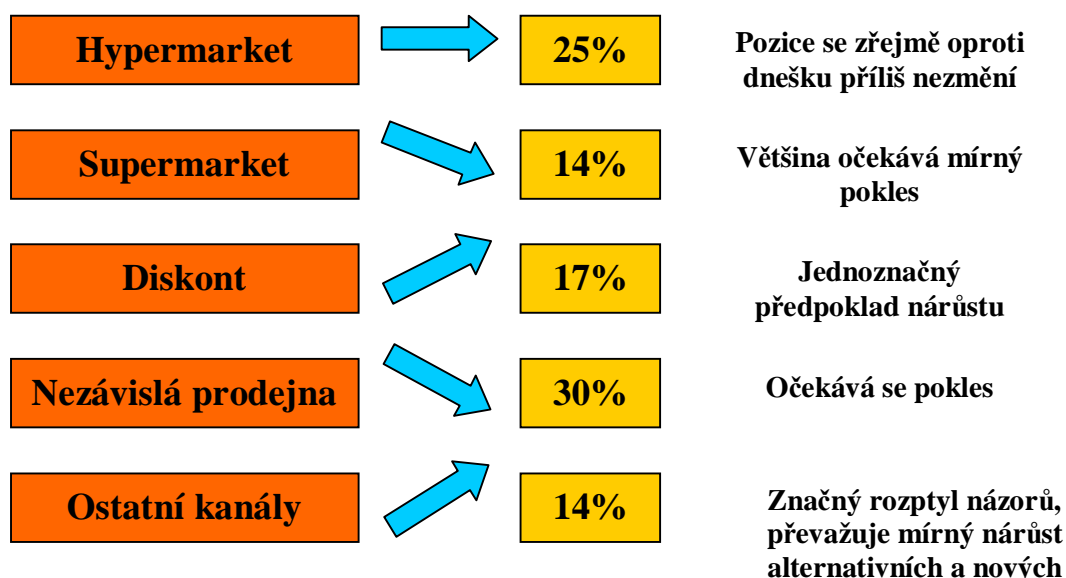 Hypermarket
25%
Pozice se zřejmě oproti
dnešku příliš nezmění
Supermarket
14%
Většina očekává mírný
pokles
Diskont
17%
Jednoznačný
předpoklad nárůstu
Nezávislá prodejna
30%
Očekává se pokles
Ostatní kanály
14%
Značný rozptyl názorů,
převažuje mírný nárůst
alternativních a nových